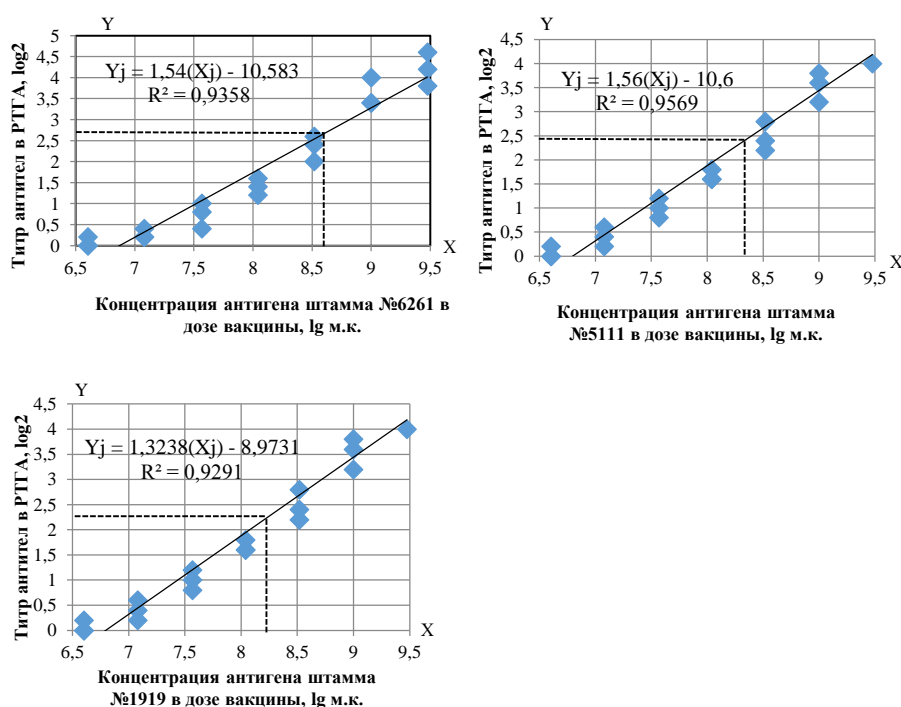 Y
Титр антител в РТГА, log2
5
4,5
4
3,5
3
2,5
2
1,5
1
0,5
0
Yj = 1,54(Xj) - 10,583
R² = 0,9358
6,5 7 7,5 8 8,5 9 9,5
X
Концентрация антигена штамма №6261 в
дозе вакцины, lg м.к.
Y
Титр антител в РТГА, log2
4,5
4
3,5
3
2,5
2
1,5
1
0,5
0
Yj = 1,56(Xj) - 10,6
R² = 0,9569
6,5 7 7,5 8 8,5 9 9,5
X
Концентрация антигена штамма
№5111 в дозе вакцины, lg м.к.
Y
Титр антител в РТГА, log2
4,5
4
3,5
3
2,5
2
1,5
1
0,5
0
Yj = 1,3238(Xj) - 8,9731
R² = 0,9291
6,5 7 7,5 8 8,5 9 9,5
X
Концентрация антигена штамма
№1919 в дозе вакцины, lg м.к.